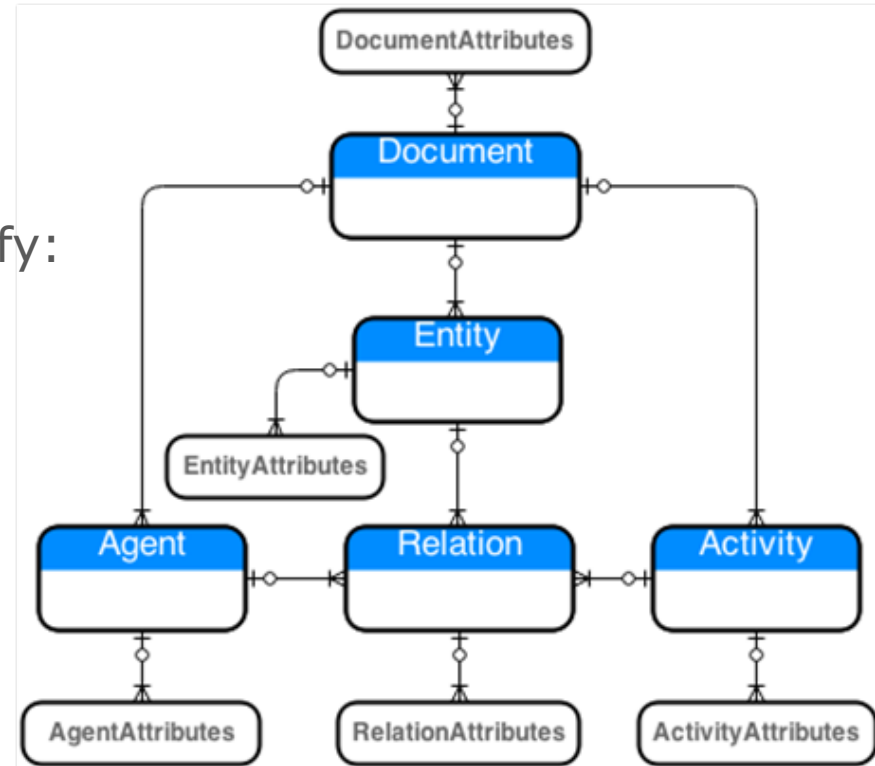 DocumentAttributes
Document
fy:
Entity
EntityAttributes
Agent
Relation
Activity
AgentAttributes
RelationAttributes
ActivityAttributes